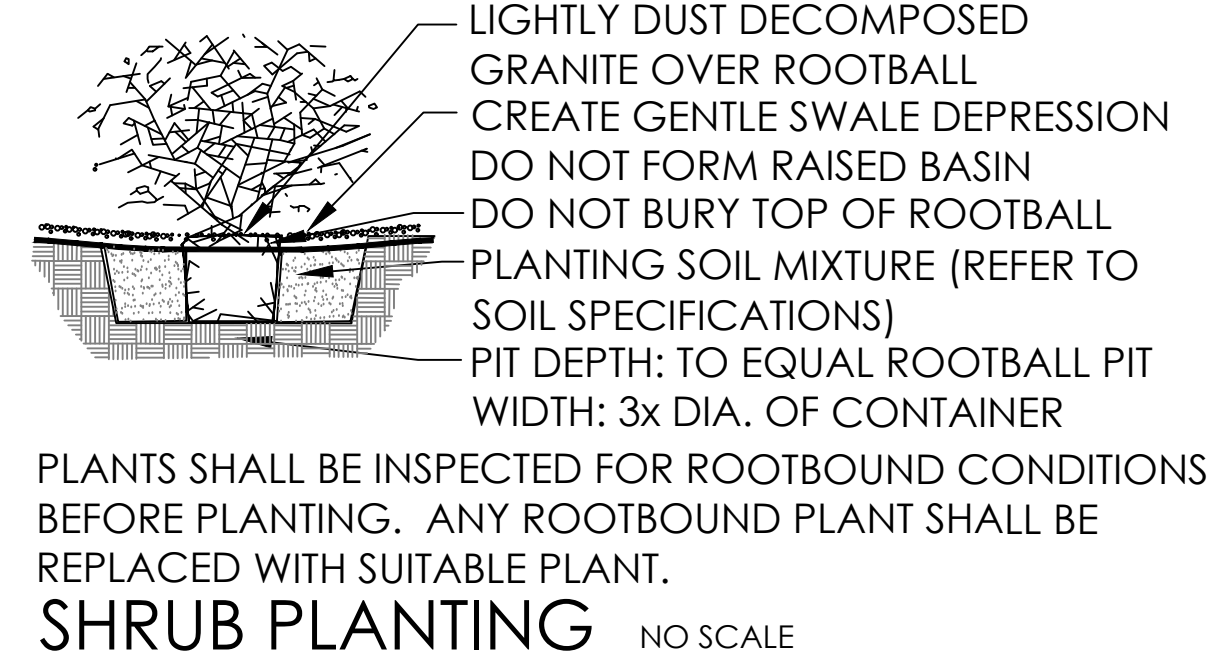 LIGHTLY DUST DECOMPOSED
GRANITE OVER ROOTBALL
CREATE GENTLE SWALE DEPRESSION
DO NOT FORM RAISED BASIN
DO NOT BURY TOP OF ROOTBALL
PLANTING SOIL MIXTURE (REFER TO
SOIL SPECIFICATIONS)
PIT DEPTH: TO EQUAL ROOTBALL PIT
WIDTH: 3x DIA. OF CONTAINER
PLANTS SHALL BE INSPECTED FOR ROOTBOUND CONDITIONS
BEFORE PLANTING.  ANY ROOTBOUND PLANT SHALL BE
REPLACED WITH SUITABLE PLANT.
SHRUB PLANTING NO SCALE